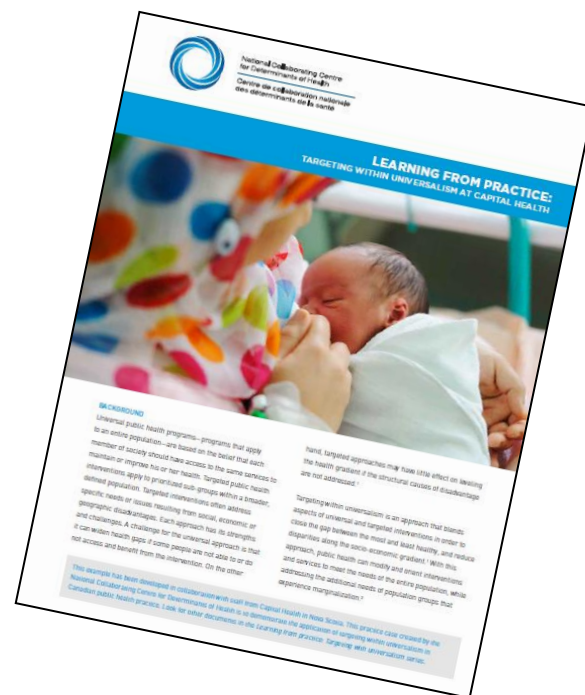 National Collaborating Centre
for Determinants of Health
Centre de collaboration nationale
des déterminants de la santé
LEARNING FROM PRACTICE:
TARGETING WITHIN UNIVERSALISM AT CAPITAL HEALTH
BACKGROUND
Universal public health programs—programs that apply
to an entire population—are based on the belief that each
member of society should have access to the same services to
maintain or improve his or her health. Targeted public health
interventions apply to prioritized sub-groups within a broader,
defined population. Targeted interventions often address
specific needs or issues resulting from social, economic or
geographic disadvantages. Each approach has its strengths
and challenges. A challenge for the universal approach is that
it can widen health gaps if some people are not able to or do
not access and benefit from the intervention. On the other
hand, targeted approaches may have little effect on leveling
the health gradient if the structural causes of disadvantage
are not addressed.
Targeting within universalism is an approach that blends
aspects of universal and targeted interventions in order to
close the gap between the most and least healthy, and reduce
disparities along the socio-economic gradient. With this
approach, public health can modify and orient interventions
and services to meet the needs of the entire population, while
addressing the additional needs of population groups that
experience marginalization.
This example has been developed in collaboration with staff from Capital Health in Nova Scotia. This practice case created by the
National Collaborating Centre for Determinants of Health is to demonstrate the application of targeting within universalism in
Canadian public health practice. Look for other documents in the Learning from practice: Targeting with universalism series.